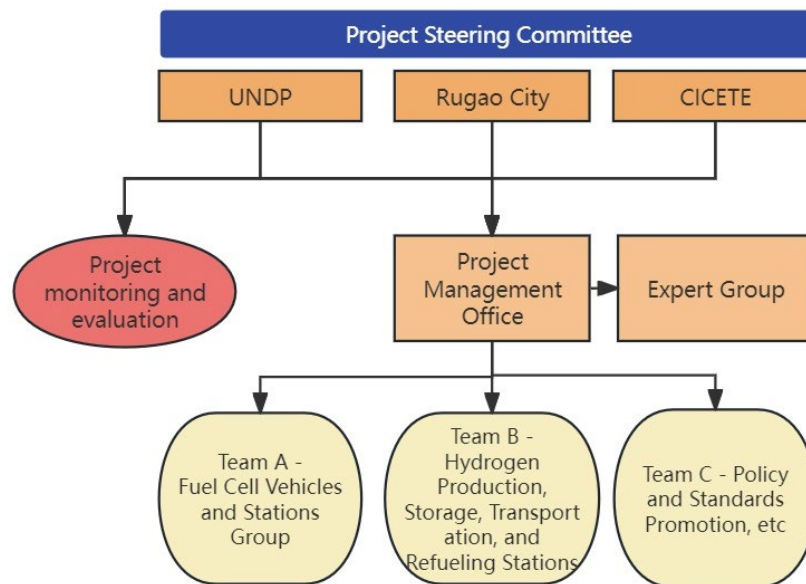 Project Steering Committee
UNDP
Rugao City
CICETE
Project
monitoring and
evaluation
Project
Management
Office
Expert Group
Team A -
Fuel Cell Vehicles
and Stations
Group
Team B -
Hydrogen
Production,
Storage, Transport
ation, and
Refueling Stations
Team C - Policy
and Standards
Promotion, etc